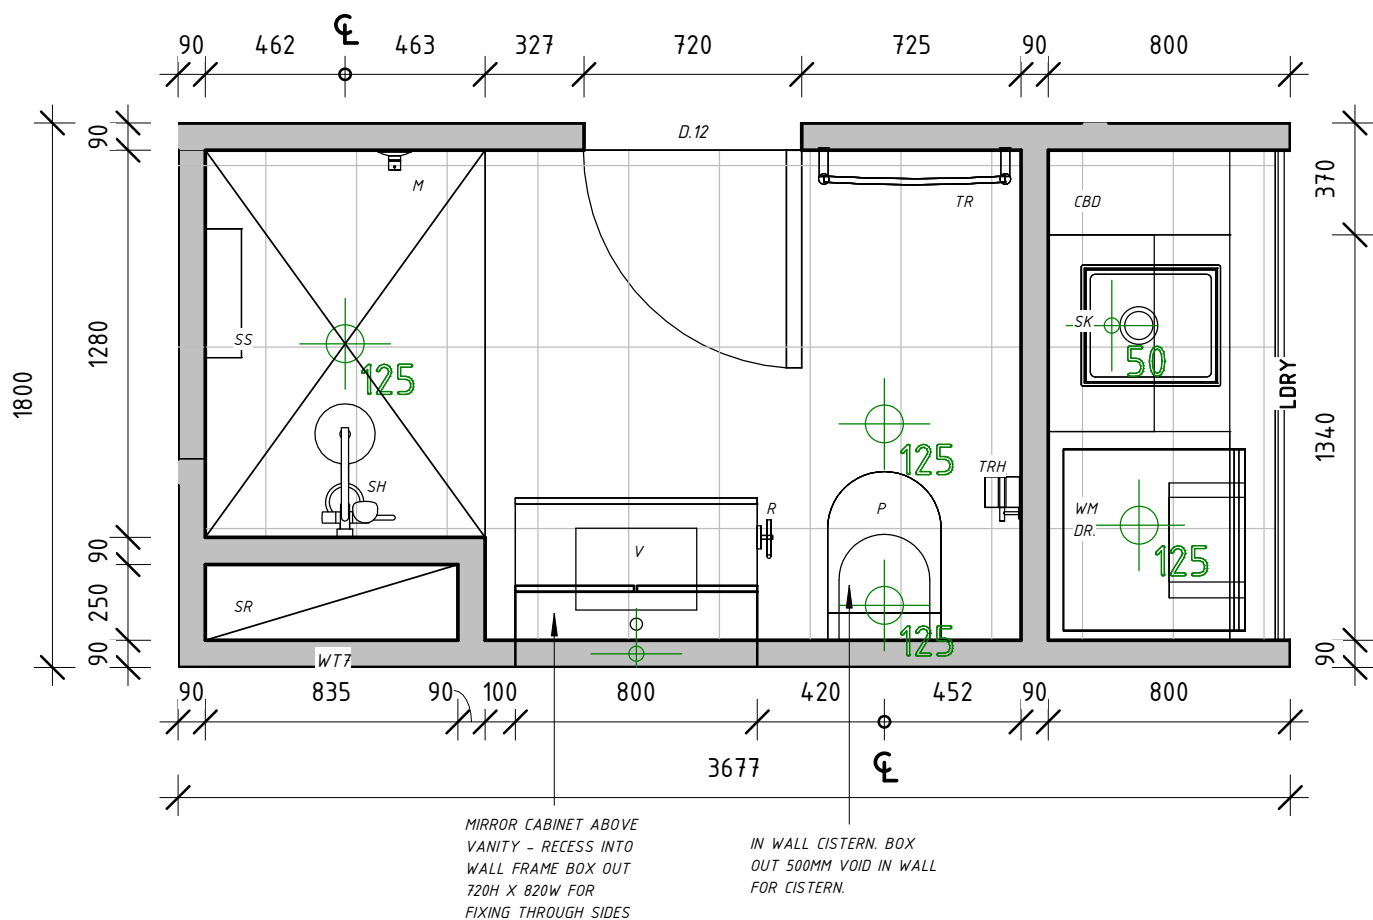 ℄
90 462 463 327 720 725 90 800
90
D.12
370
M
TR
CBD
1280
SS
SK
125
50
LDRY
1800
1340
125
TRH
SH
R
P
WM
DR.
V
90
125
250
SR
125
90
WT7
90
90 835 90 100 800 420 452 90 800
3677
℄
MIRROR CABINET ABOVE
VANITY - RECESS INTO
WALL FRAME BOX OUT
720H X 820W FOR
FIXING THROUGH SIDES
IN WALL CISTERN. BOX
OUT 500MM VOID IN WALL
FOR CISTERN.